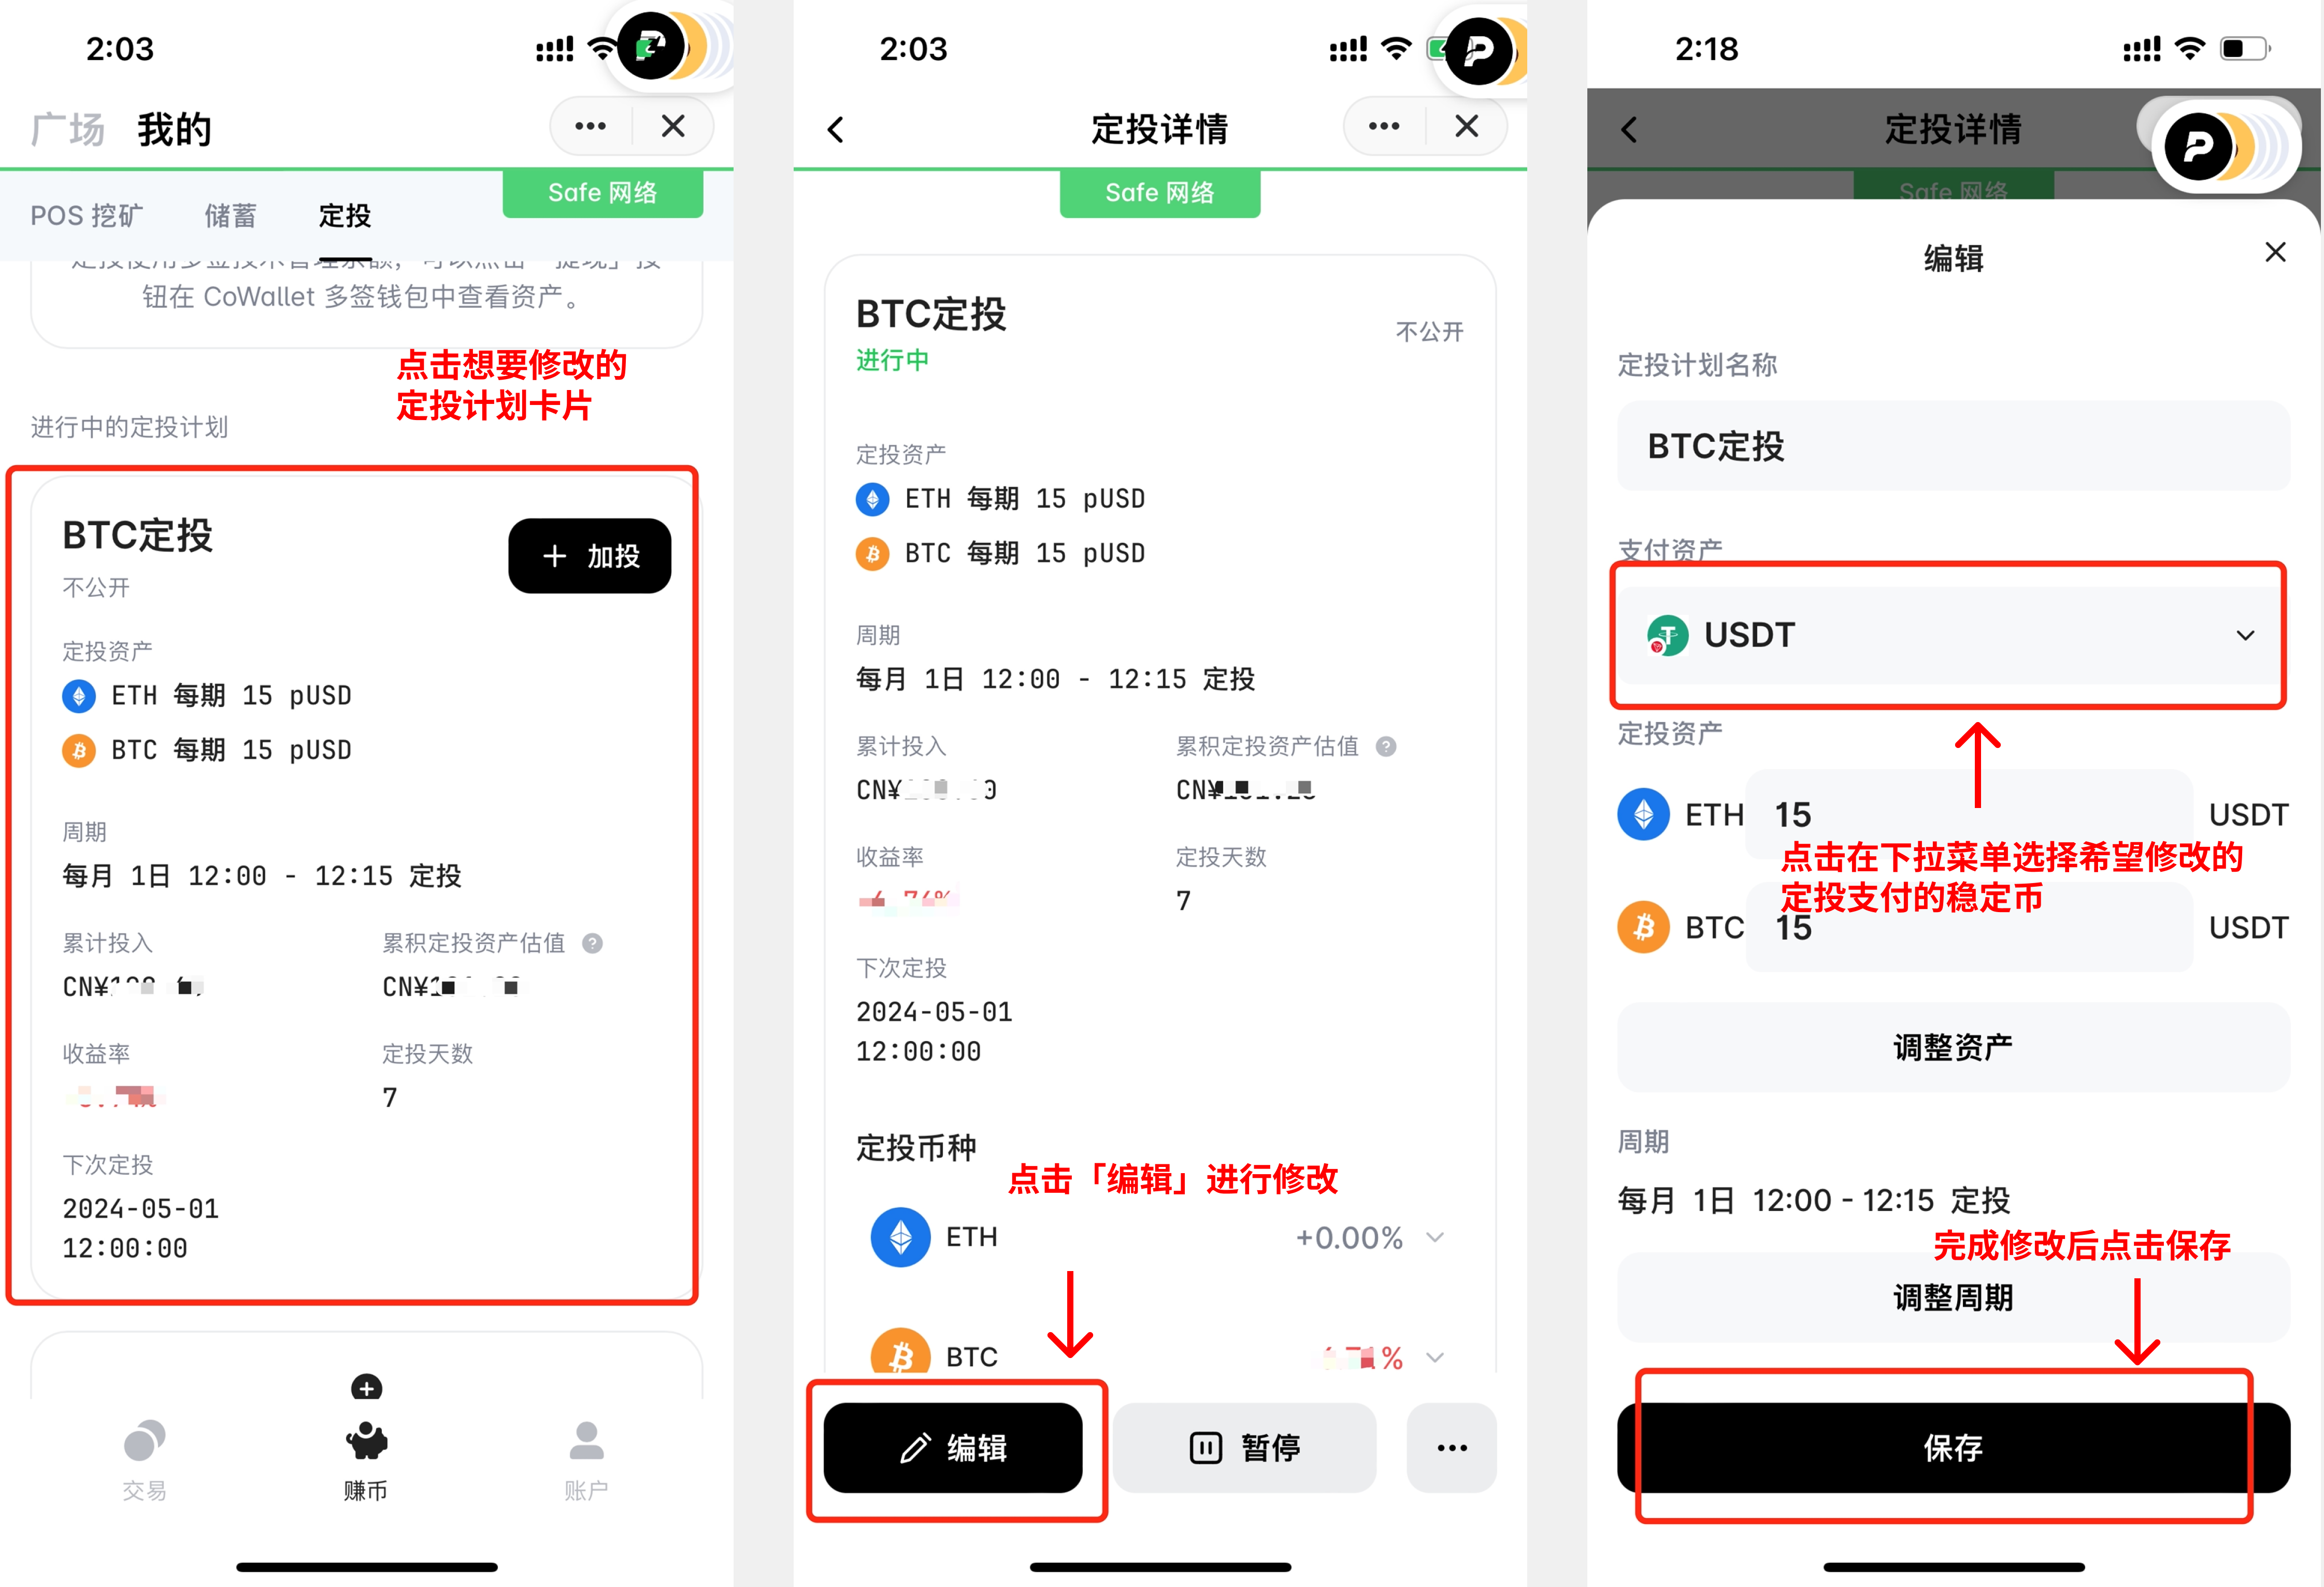 2:03
广场 我的
POS 挖矿 储蓄 定投
Safe 网络
钮在 CoWallet 多签钱包中查看资产。
点击想要修改的
定投计划卡片
进行中的定投计划
BTC定投
+ 加投
不公开
定投资产
ETH 每期 15 pUSD
BTC 每期 15 pUSD
周期
每月 1日 12:00 - 12:15 定投
累计投入 累积定投资产估值 ?
CN¥ CN¥
收益率 定投天数
7
下次定投
2024-05-01
12:00:00
交易 赚币 账户
2:03
定投详情
Safe 网络
BTC定投
不公开
进行中
定投资产
ETH 每期 15 pUSD
BTC 每期 15 pUSD
周期
每月 1日 12:00 - 12:15 定投
累计投入 累积定投资产估值 ?
CN¥ CN¥
收益率 定投天数
7
下次定投
2024-05-01
12:00:00
定投币种
点击「编辑」进行修改
ETH +0.00%
BTC %
编辑 暂停 ...
2:18
定投详情
Safe 网络
编辑
定投计划名称
BTC定投
支付资产
USDT
定投资产
ETH 15 USDT
点击在下拉菜单选择希望修改的
定投支付的稳定币
BTC 15 USDT
调整资产
周期
每月 1日 12:00 - 12:15 定投
完成修改后点击保存
调整周期
保存